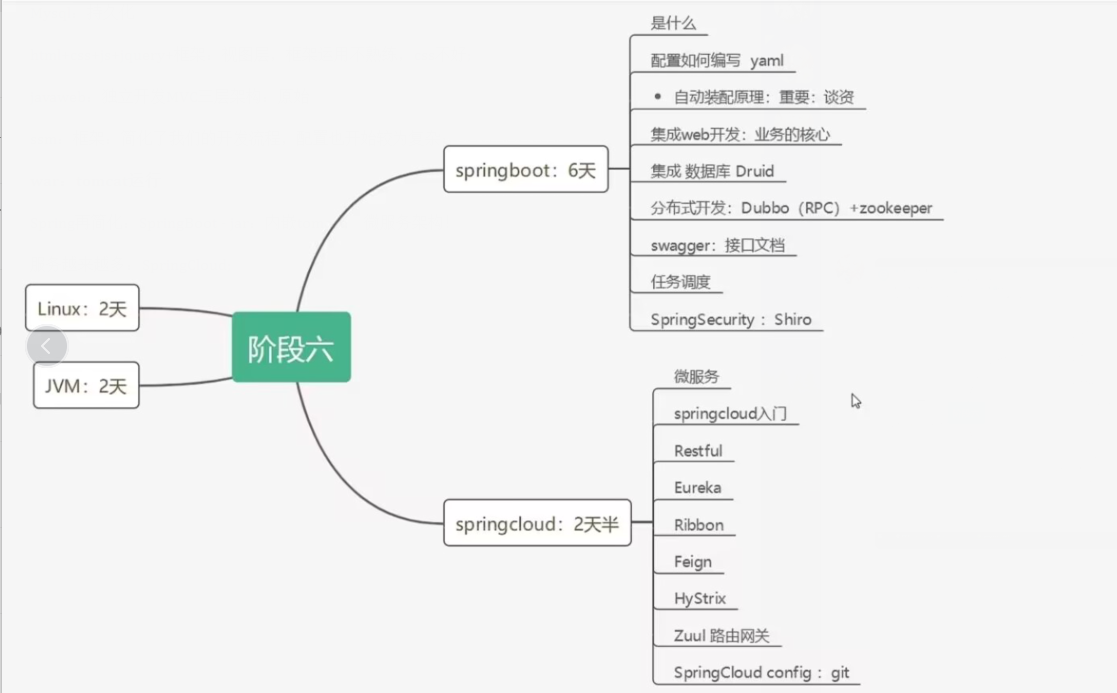 阶段六
springboot：6天
是什么
配置如何编写 yaml
• 自动装配原理：重要：谈资
集成web开发：业务的核心
集成 数据库 Druid
分布式开发：Dubbo（RPC）+zookeeper
swagger：接口文档
任务调度
SpringSecurity ：Shiro
springcloud：2天半
微服务
springcloud入门
Restful
Eureka
Ribbon
Feign
HyStrix
Zuul 路由网关
SpringCloud config ：git
Linux：2天
JVM：2天